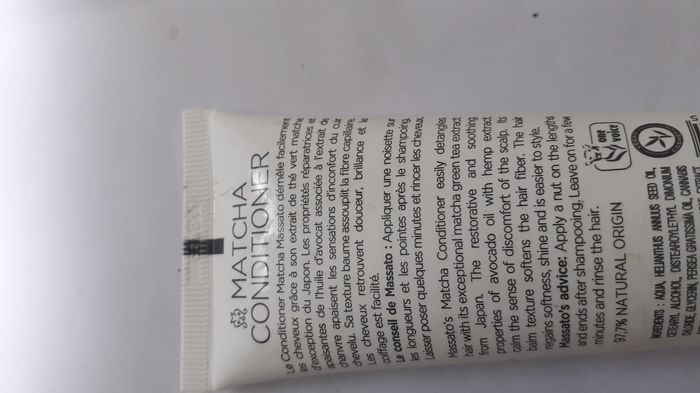 MATCHA
CONDITIONER
Le Conditioner Matcha Massato démêle facilement
les cheveux grâce à son extrait de thé vert matcha
d'exception du Japon. Les propriétés réparatrices et
apaisantes de l'huile d'avocat associée à l'extrait de
chanvre apaisent les sensations d'inconfort du cuir
chevelu. Sa texture baume assouplit la fibre capillaire.
Les cheveux retrouvent douceur, brillance et le
coiffage est facilité.
Le conseil de Massato : Appliquer une noisette sur
les longueurs et les pointes après le shampoing.
Laisser poser quelques minutes et rincer les cheveux.
Massato's Matcha Conditioner easily detangles
hair with its exceptional matcha green tea extract
from Japan. The restorative and soothing
properties of avocado oil with hemp extract
calm the sense of discomfort of the scalp. Its
balm texture softens the hair fiber. The hair
regains softness, shine and is easier to style.
Massato's advice: Apply a nut on the lengths
and ends after shampooing. Leave on for a few
minutes and rinse the hair.
one
voice
97,7% NATURAL ORIGIN
INGREDIENTS : AQUA, HELIANTHUS ANNUUS SEED OIL,
CETEARYL ALCOHOL, DISTEAROYLETHYL DIMONIUM
CHLORIDE, GLYCERIN, PERSEA GRATISSIMA OIL, CANNABIS